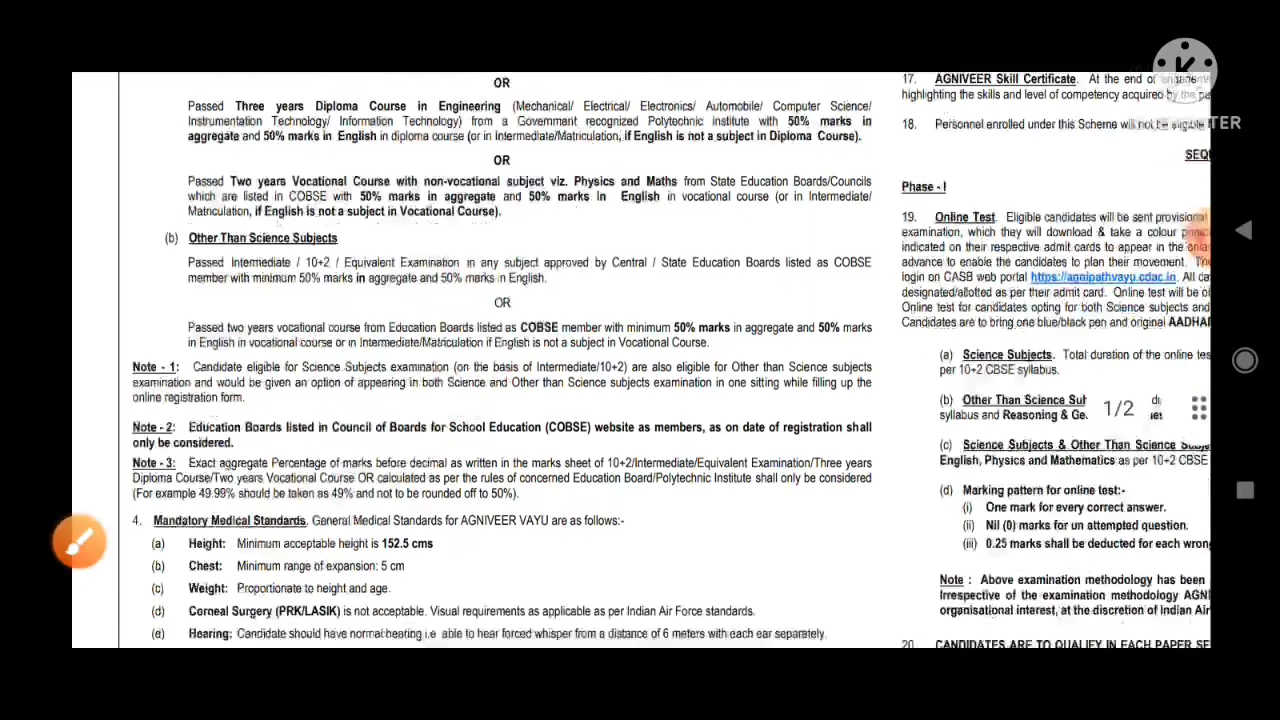 OR
Passed Three years Diploma Course in Engineering (Mechanical/ Electrical/ Electronics/ Automobile/ Computer Science/
Instrumentation Technology/ Information Technology) from a Government recognized Polytechnic institute with 50% marks in
aggregate and 50% marks in English in diploma course (or in Intermediate/Matriculation, if English is not a subject in Diploma Course).
OR
Passed Two years Vocational Course with non-vocational subject viz. Physics and Maths from State Education Boards/Councils
which are listed in COBSE with 50% marks in aggregate and 50% marks in English in vocational course (or in Intermediate/
Matriculation, if English is not a subject in Vocational Course).
(b) Other Than Science Subjects
Passed Intermediate / 10+2 / Equivalent Examination in any subject approved by Central / State Education Boards listed as COBSE
member with minimum 50% marks in aggregate and 50% marks in English.
OR
Passed two years vocational course from Education Boards listed as COBSE member with minimum 50% marks in aggregate and 50% marks
in English in vocational course or in Intermediate/Matriculation if English is not a subject in Vocational Course.
Note - 1: Candidate eligible for Science Subjects examination (on the basis of Intermediate/10+2) are also eligible for Other than Science subjects
examination and would be given an option of appearing in both Science and Other than Science subjects examination in one sitting while filling up the
online registration form.
Note - 2: Education Boards listed in Council of Boards for School Education (COBSE) website as members, as on date of registration shall
only be considered.
Note - 3: Exact aggregate Percentage of marks before decimal as written in the marks sheet of 10+2/Intermediate/Equivalent Examination/Three years
Diploma Course/Two years Vocational Course OR calculated as per the rules of concerned Education Board/Polytechnic Institute shall only be considered
(For example 49.99% should be taken as 49% and not to be rounded off to 50%).
4. Mandatory Medical Standards. General Medical Standards for AGNIVEER VAYU are as follows:-
(a) Height: Minimum acceptable height is 152.5 cms
(b) Chest: Minimum range of expansion: 5 cm
(c) Weight: Proportionate to height and age.
(d) Corneal Surgery (PRK/LASIK) is not acceptable. Visual requirements as applicable as per Indian Air Force standards.
(e) Hearing: Candidate should have normal hearing i.e able to hear forced whisper from a distance of 6 meters with each ear separately.
17. AGNIVEER Skill Certificate. At the end of
highlighting the skills and level of competency acquired by the
18. Personnel enrolled under this Scheme will not be eligible
SEQU
Phase - I
19. Online Test. Eligible candidates will be sent provisional
examination, which they will download & take a colour
indicated on their respective admit cards to appear in the
advance to enable the candidates to plan their movement.
login on CASB web portal https://agnipathvayu.cdac.in. All
designated/allotted as per their admit card. Online test will be
Online test for candidates opting for both Science subjects and
Candidates are to bring one blue/black pen and original AADHA
(a) Science Subjects. Total duration of the online
per 10+2 CBSE syllabus.
(b) Other Than Science
syllabus and Reasoning &
1/2
(c) Science Subjects & Other Than Science
English, Physics and Mathematics as per 10+2 CBSE
(d) Marking pattern for online test:-
(i) One mark for every correct answer.
(ii) Nil (0) marks for un attempted question.
(iii) 0.25 marks shall be deducted for each
Note : Above examination methodology has been
Irrespective of the examination methodology
organisational interest, at the discretion of Indian Air
20. CANDIDATES ARE TO QUALIFY IN EACH PAPER